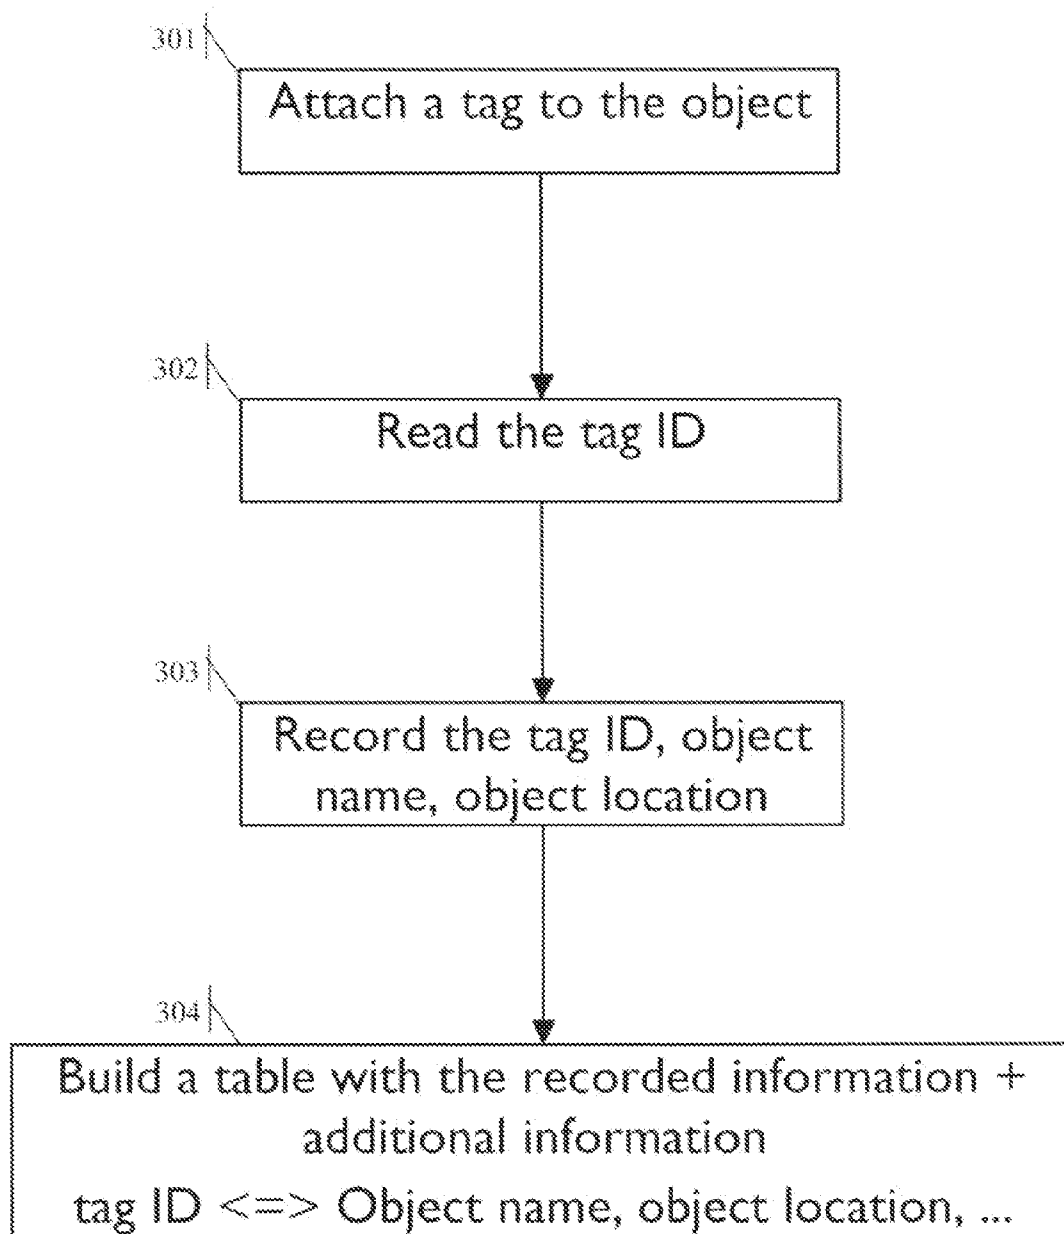 301
Attach a tag to the object
302
Read the tag ID
303
Record the tag ID, object
name, object location
304
Build a table with the recorded information +
additional information
tag ID <=> Object name, object location, ...